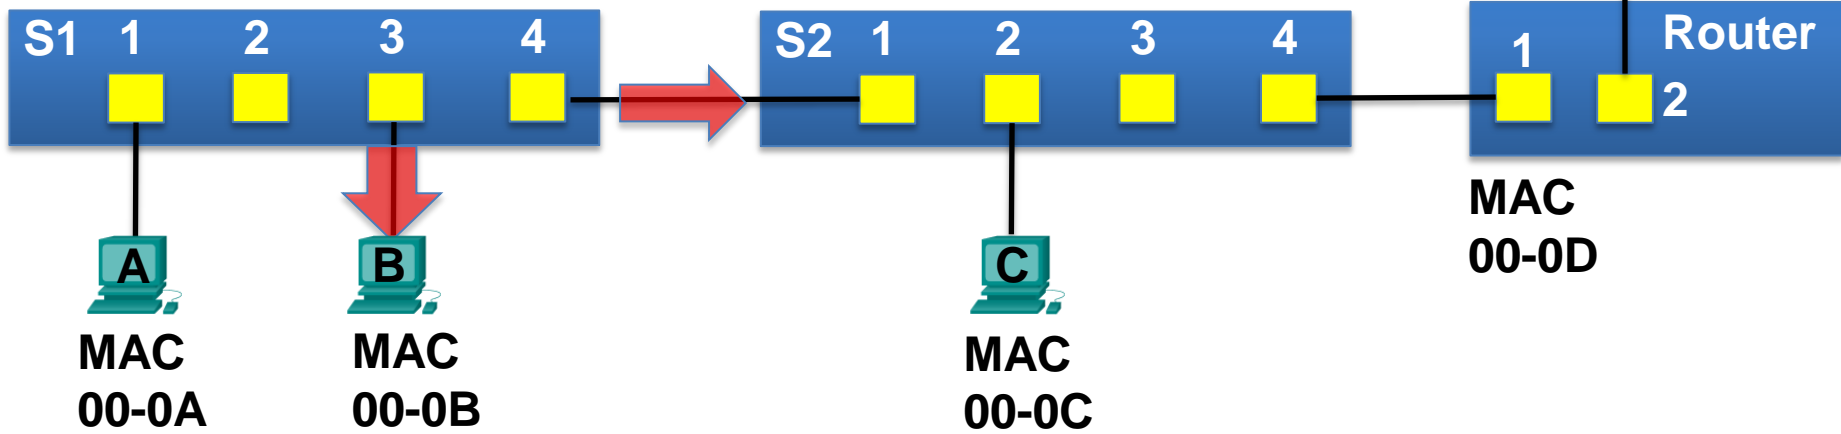 S1 1 2 3 4
S2 1 2 3 4
1 Router
2
A
MAC
00-0A
B
MAC
00-0B
C
MAC
00-0C
MAC
00-0D